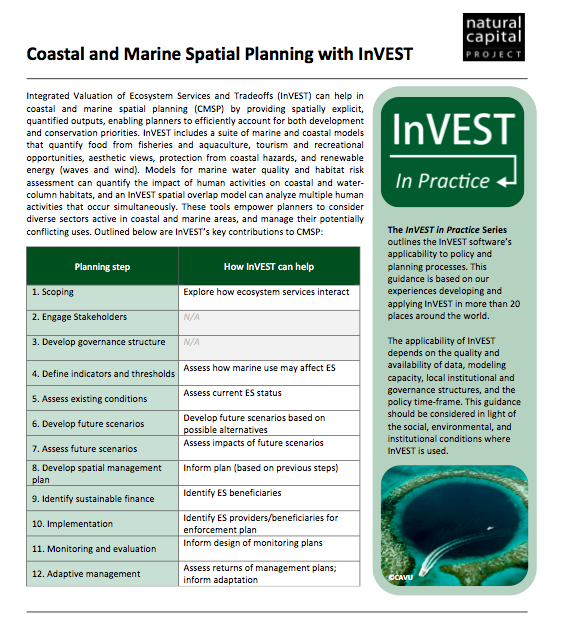 natural
capital
PROJECT
Coastal and Marine Spatial Planning with InVEST
Integrated Valuation of Ecosystem Services and Tradeoffs (InVEST) can help in
coastal and marine spatial planning (CMSP) by providing spatially explicit,
quantified outputs, enabling planners to efficiently account for both development
and conservation priorities. InVEST includes a suite of marine and coastal models
that quantify food from fisheries and aquaculture, tourism and recreational
opportunities, aesthetic views, protection from coastal hazards, and renewable
energy (waves and wind). Models for marine water quality and habitat risk
assessment can quantify the impact of human activities on coastal and water-
column habitats, and an InVEST spatial overlap model can analyze multiple human
activities that occur simultaneously. These tools empower planners to consider
diverse sectors active in coastal and marine areas, and manage their potentially
conflicting uses. Outlined below are InVEST's key contributions to CMSP:
Planning step How InVEST can help
1. Scoping Explore how ecosystem services interact
2. Engage Stakeholders N/A
3. Develop governance structure N/A
4. Define indicators and thresholds Assess how marine use may affect ES
5. Assess existing conditions Assess current ES status
6. Develop future scenarios Develop future scenarios based on
possible alternatives
7. Assess future scenarios Assess impacts of future scenarios
8. Develop spatial management Inform plan (based on previous steps)
plan
9. Identify sustainable finance Identify ES beneficiaries
10. Implementation Identify ES providers/beneficiaries for
enforcement plan
11. Monitoring and evaluation Inform design of monitoring plans
12. Adaptive management Assess returns of management plans;
inform adaptation
InVEST
In Practice
The InVEST in Practice Series
outlines the InVEST software's
applicability to policy and
planning processes. This
guidance is based on our
experiences developing and
applying InVEST in more than 20
places around the world.
The applicability of InVEST
depends on the quality and
availability of data, modeling
capacity, local institutional and
governance structures, and the
policy time-frame. This guidance
should be considered in light of
the social, environmental, and
institutional conditions where
InVEST is used.
©CAVU